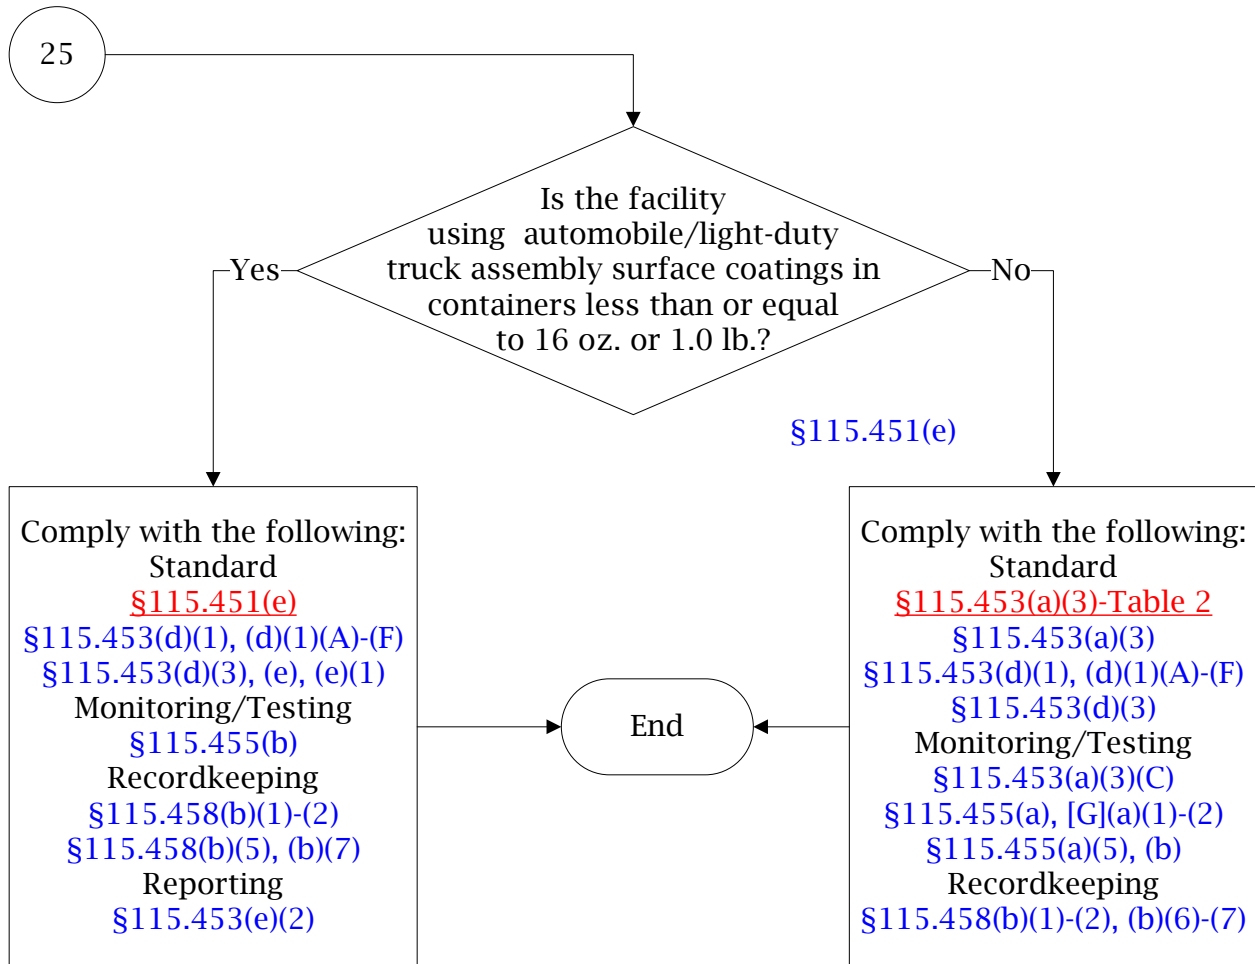 25
Is the facility
using automobile/light-duty
truck assembly surface coatings in
containers less than or equal
to 16 oz. or 1.0 lb.?
Yes
No
§115.451(e)
Comply with the following:
Standard
§115.451(e)
§115.453(d)(1), (d)(1)(A)-(F)
§115.453(d)(3), (e), (e)(1)
Monitoring/Testing
§115.455(b)
Recordkeeping
§115.458(b)(1)-(2)
§115.458(b)(5), (b)(7)
Reporting
§115.453(e)(2)
End
Comply with the following:
Standard
§115.453(a)(3)-Table 2
§115.453(a)(3)
§115.453(d)(1), (d)(1)(A)-(F)
§115.453(d)(3)
Monitoring/Testing
§115.453(a)(3)(C)
§115.455(a), [G](a)(1)-(2)
§115.455(a)(5), (b)
Recordkeeping
§115.458(b)(1)-(2), (b)(6)-(7)